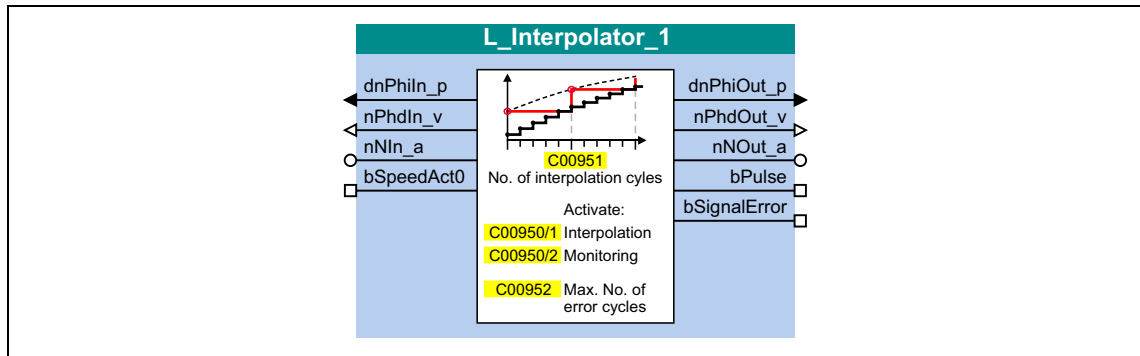 L_Interpolator_1
dnPhiIn_p
nPhdIn_v
nNIn_a
bSpeedAct0
C00951
No. of interpolation cyles
Activate:
C00950/1 Interpolation
C00950/2 Monitoring
C00952 Max. No. of
error cycles
dnPhiOut_p
nPhdOut_v
nNOut_a
bPulse
bSignalError